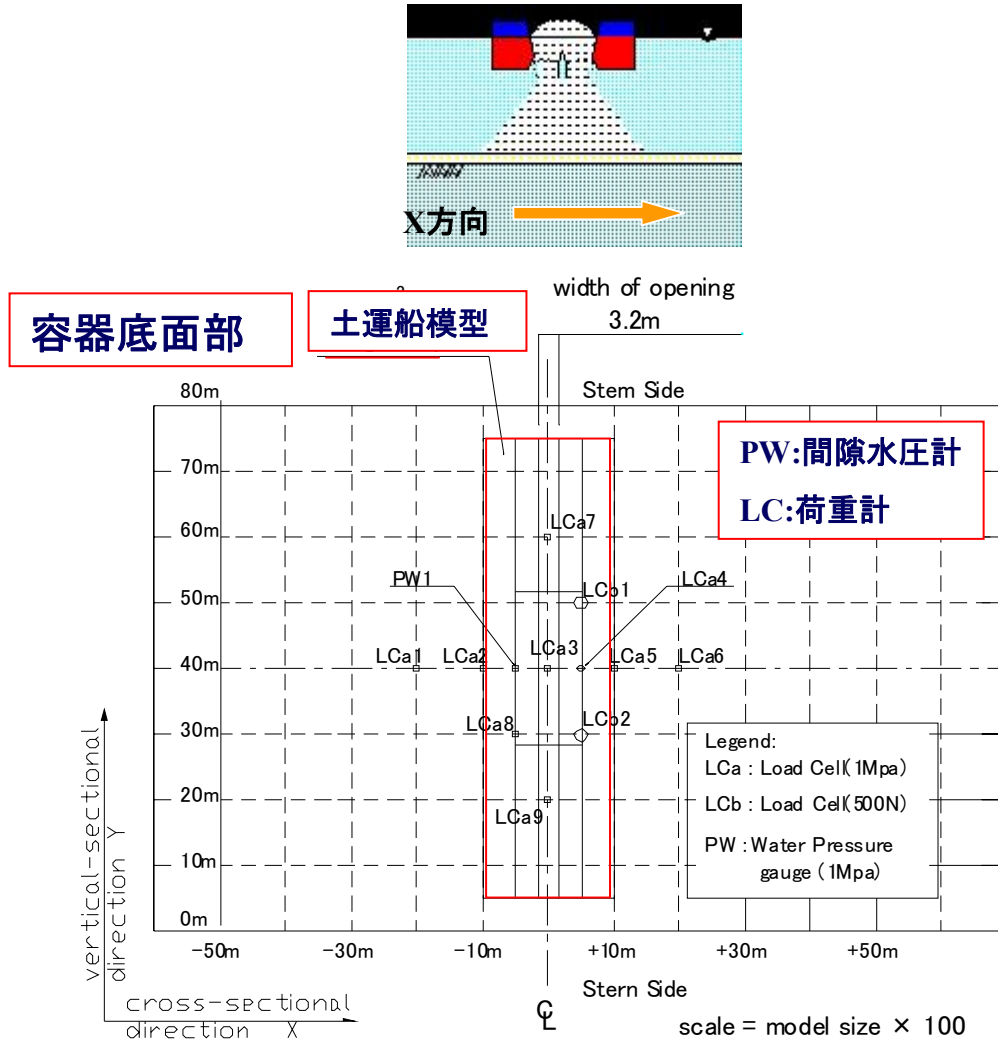 X方向
width of opening
3.2m
容器底面部
土運船模型
80m
Stem Side
PW:間隙水圧計
LC:荷重計
70m
60m
LCa7
PW1
LCa4
LCb1
50m
LCa3
LCa1
LCa2
LCa5
LCa6
40m
LCa8
LCb2
30m
Legend:
LCa : Load Cell(1Mpa)
LCb : Load Cell(500N)
PW : Water Pressure
gauge (1Mpa)
20m
LCa9
10m
0m
vertical-sectional
direction Y
-50m
-30m
-10m
+10m
+30m
+50m
Stern Side
cross-sectional
direction X
CL
scale = model size × 100